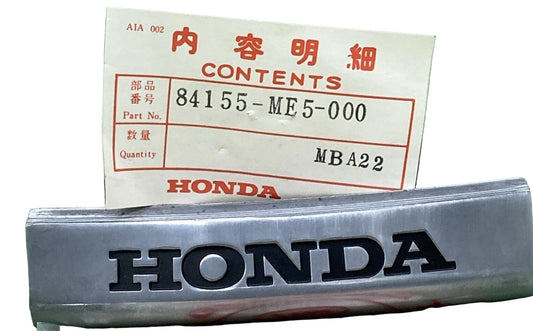 AIA 002
内容明細
CONTENTS
部品
番号
Part No.
84155-ME5-000
数量
Quantity
MBA22
HONDA
HONDA